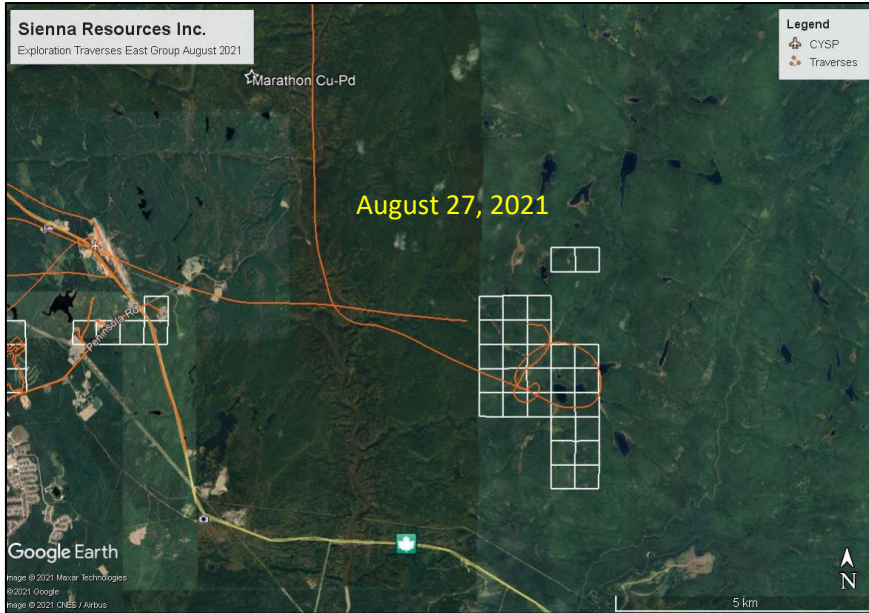 Sienna Resources Inc.
Exploration Traverses East Group August 2021
Legend
CYSP
Traverses
Marathon Cu-Pd
August 27, 2021
Peninsula Rd
Google Earth
Image © 2021 Maxar Technologies
©2021 Google
Image © 2021 CNES / Airbus
N
5 km